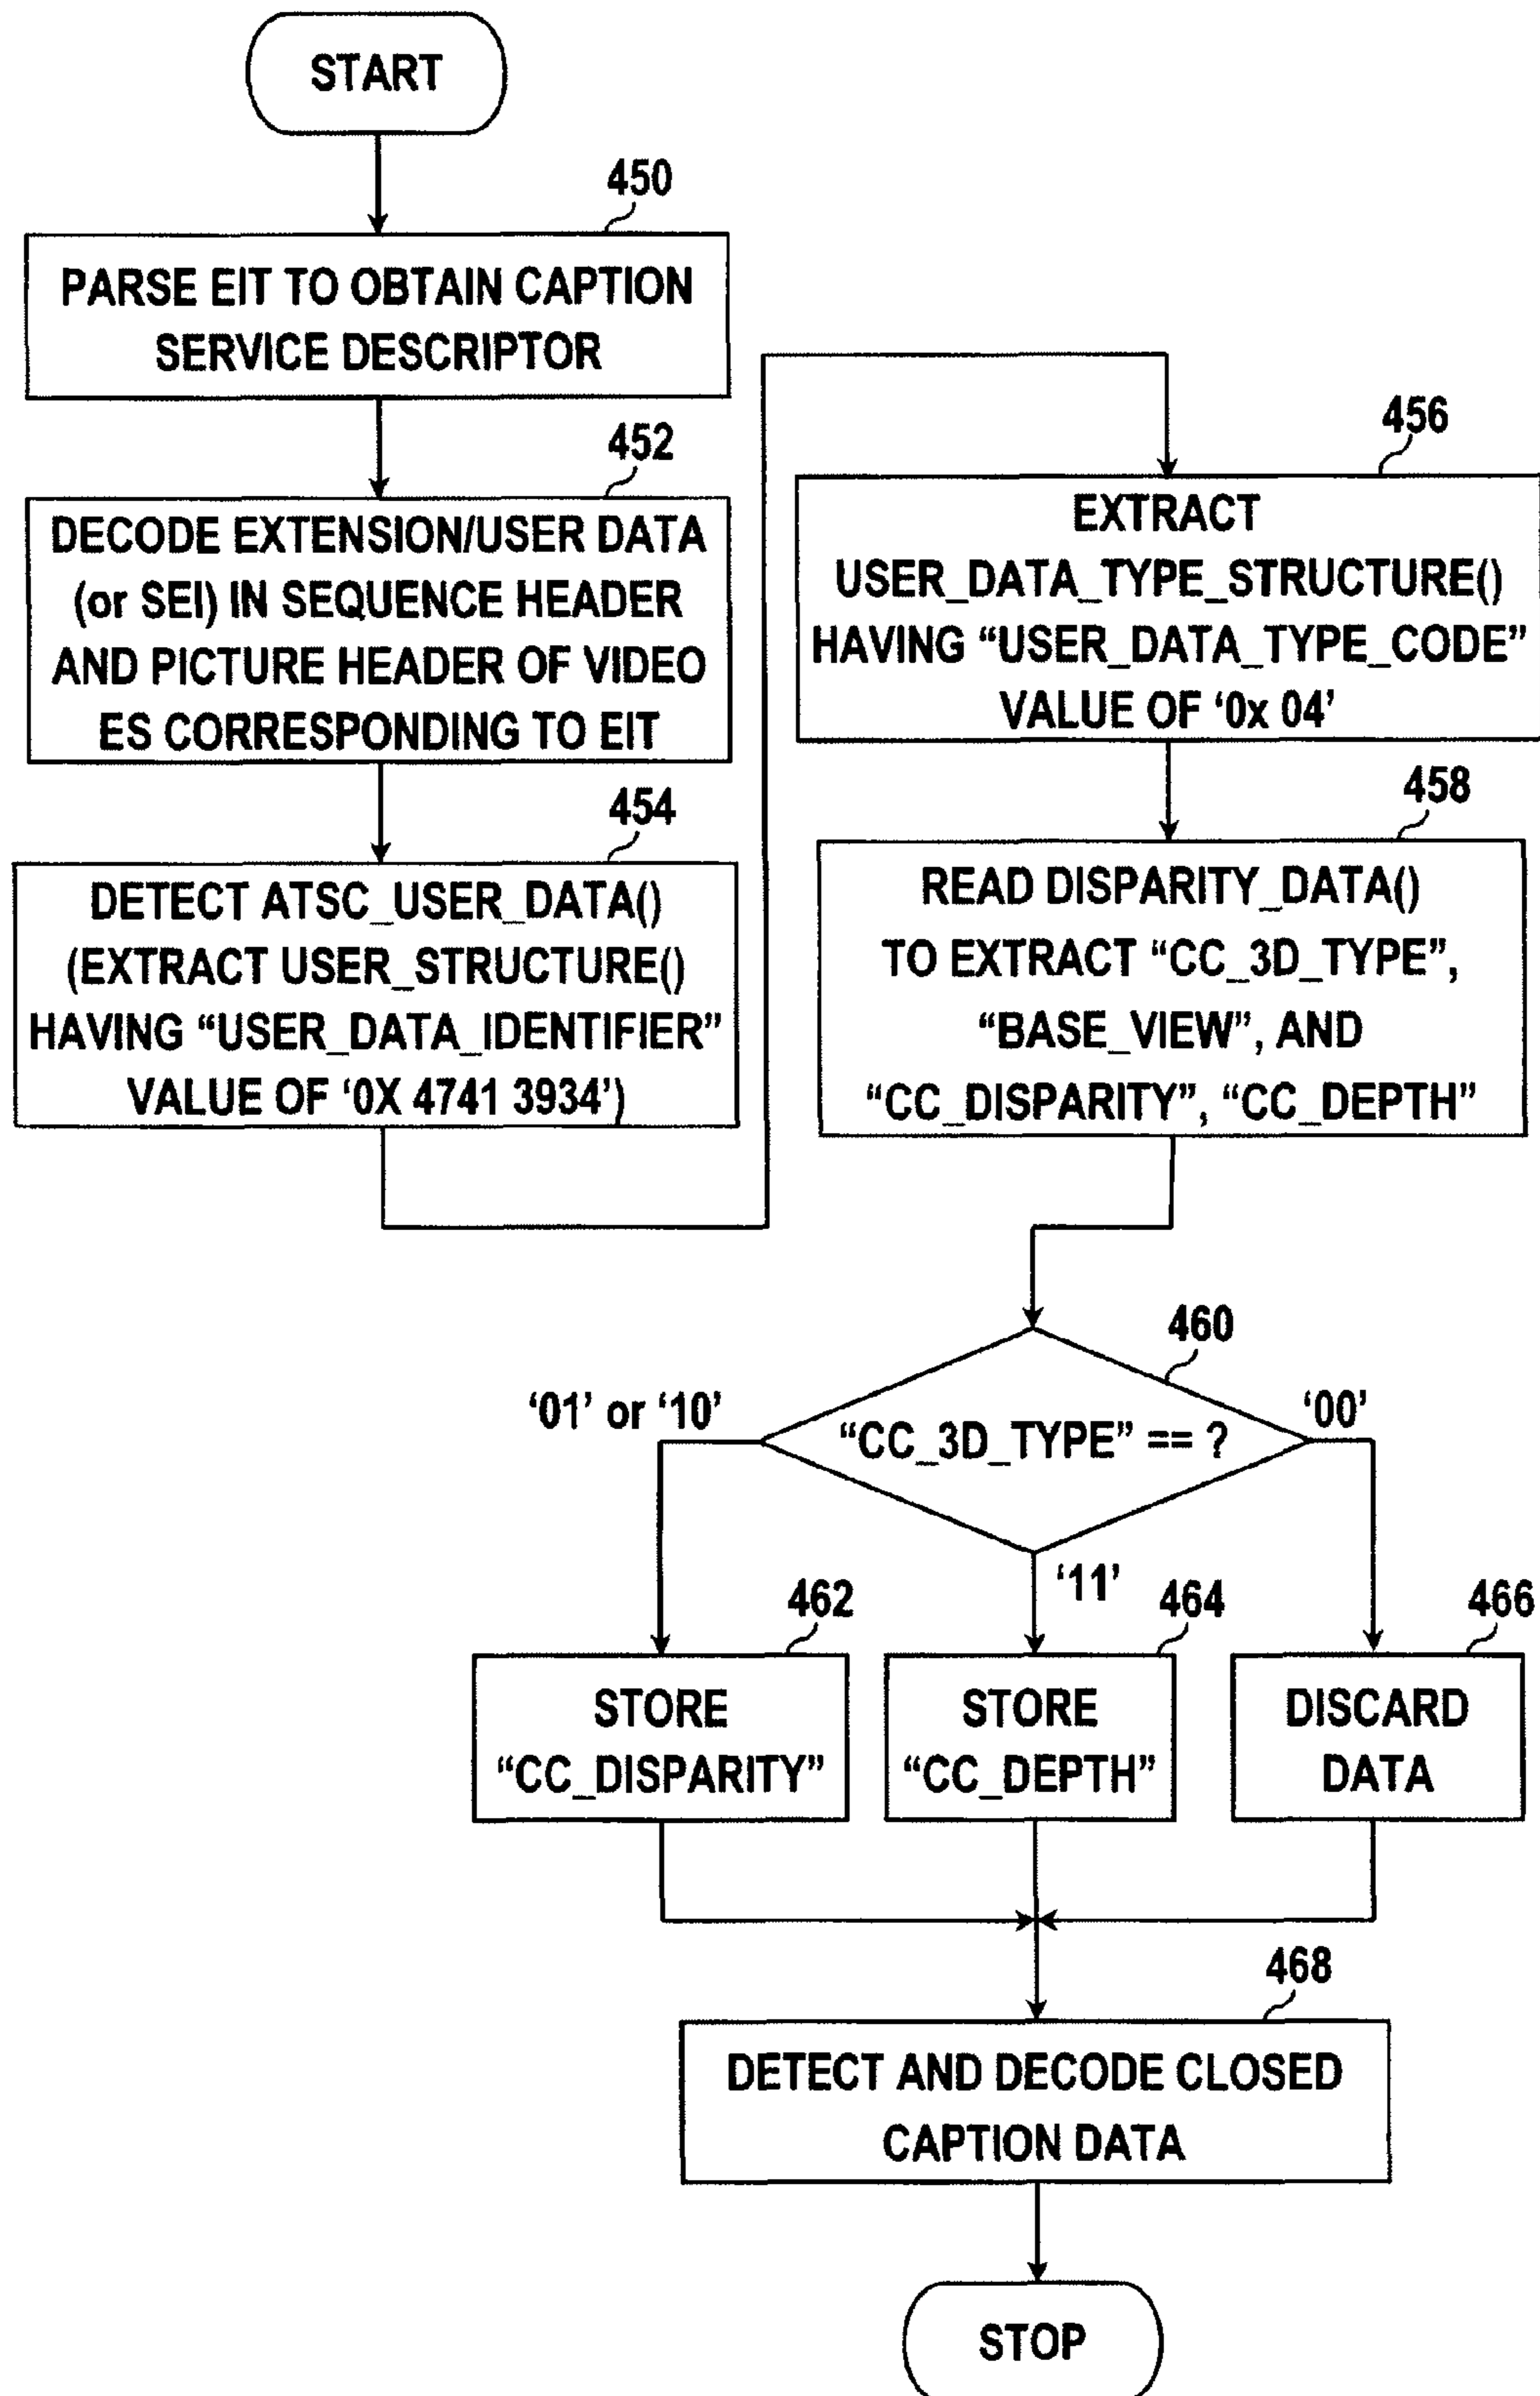 START
450
PARSE EIT TO OBTAIN CAPTION
SERVICE DESCRIPTOR
452
DECODE EXTENSION/USER DATA
(or SEI) IN SEQUENCE HEADER
AND PICTURE HEADER OF VIDEO
ES CORRESPONDING TO EIT
454
DETECT ATSC_USER_DATA()
(EXTRACT USER_STRUCTURE()
HAVING “USER_DATA_IDENTIFIER”
VALUE OF ‘0X 4741 3934’)
456
EXTRACT
USER_DATA_TYPE_STRUCTURE()
HAVING “USER_DATA_TYPE_CODE”
VALUE OF ‘0x 04’
458
READ DISPARITY_DATA()
TO EXTRACT “CC_3D_TYPE”,
“BASE_VIEW”, AND
“CC_DISPARITY”, “CC_DEPTH”
460
‘01’ or ‘10’
“CC_3D_TYPE” == ?
‘00’
‘11’
462
STORE
“CC_DISPARITY”
464
STORE
“CC_DEPTH”
466
DISCARD
DATA
468
DETECT AND DECODE CLOSED
CAPTION DATA
STOP